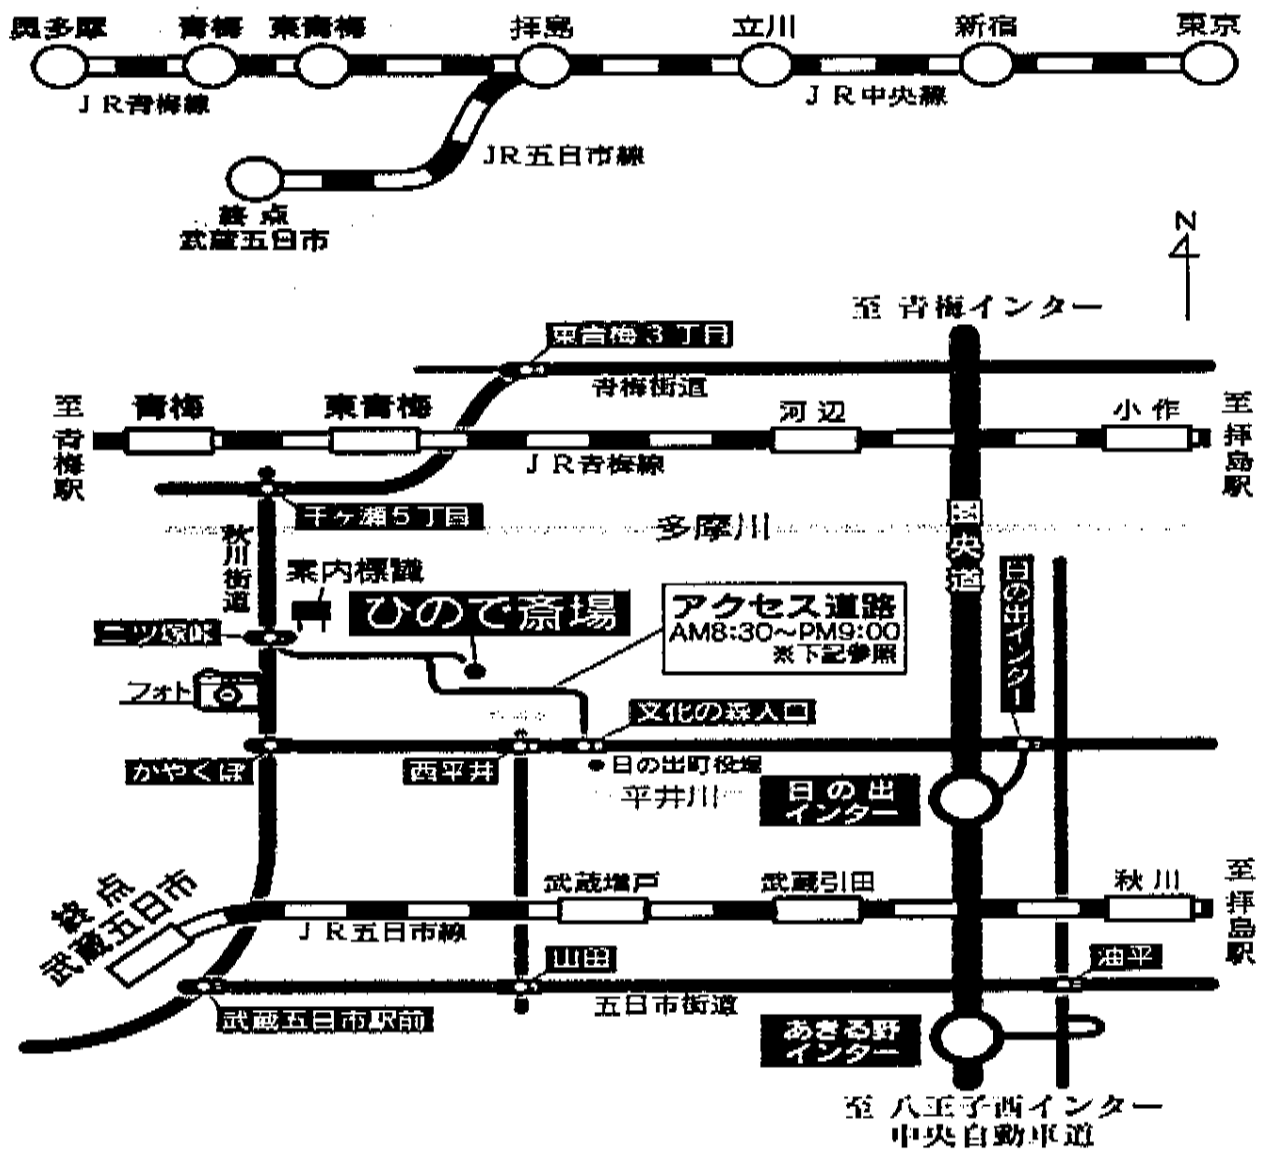 奥多摩
青梅
東青梅
拝島
立川
新宿
東京
JR青梅線
JR中央線
JR五日市線
終点
武蔵五日市
N
至 青梅インター
東青梅3丁目
青梅街道
至青梅駅
青梅
東青梅
河辺
小作
至拝島駅
JR青梅線
千ヶ瀬5丁目
多摩川
秋川街道
圏央道
案内標識
ひので斎場
アクセス道路
AM8:30～PM9:00
※下記参照
日の出インター
二ツ塚峠
フォト
文化の森入口
かやくぼ
西平井
日の出町役場
平井川
日の出
インター
終点
武蔵五日市
武蔵増戸
武蔵引田
秋川
至拝島駅
JR五日市線
山田
油平
五日市街道
武蔵五日市駅前
あきる野
インター
至 八王子西インター
中央自動車道